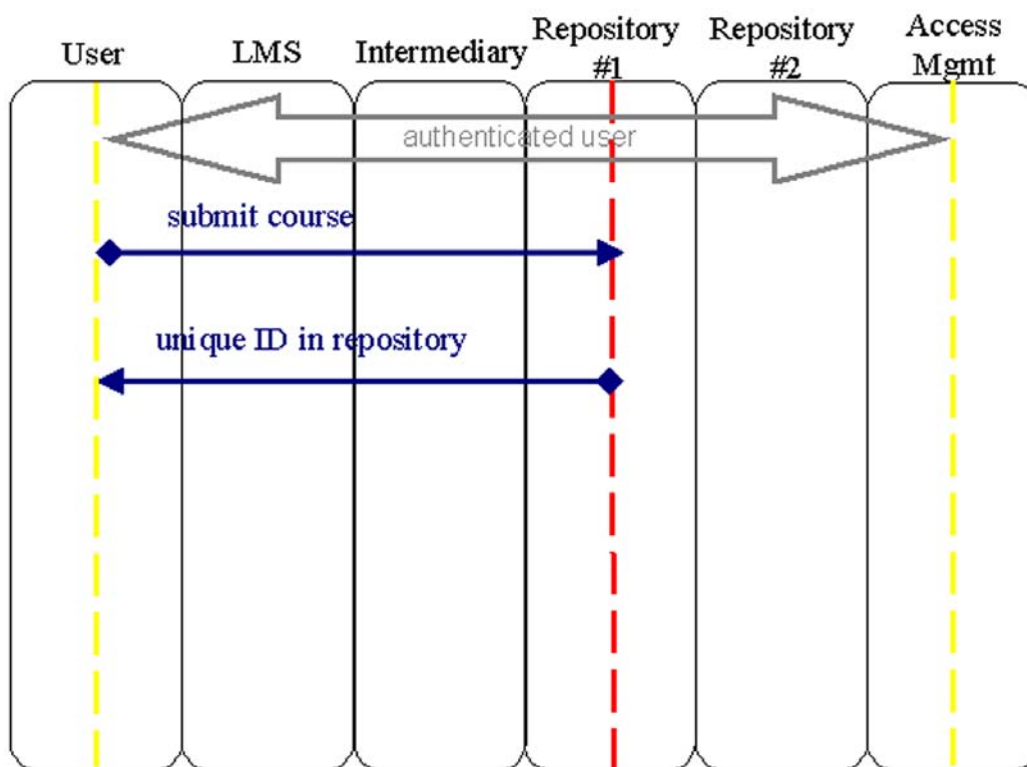 User
LMS
Intermediary
Repository
#1
Repository
#2
Access
Mgmt
authenticated user
submit course
unique ID in repository